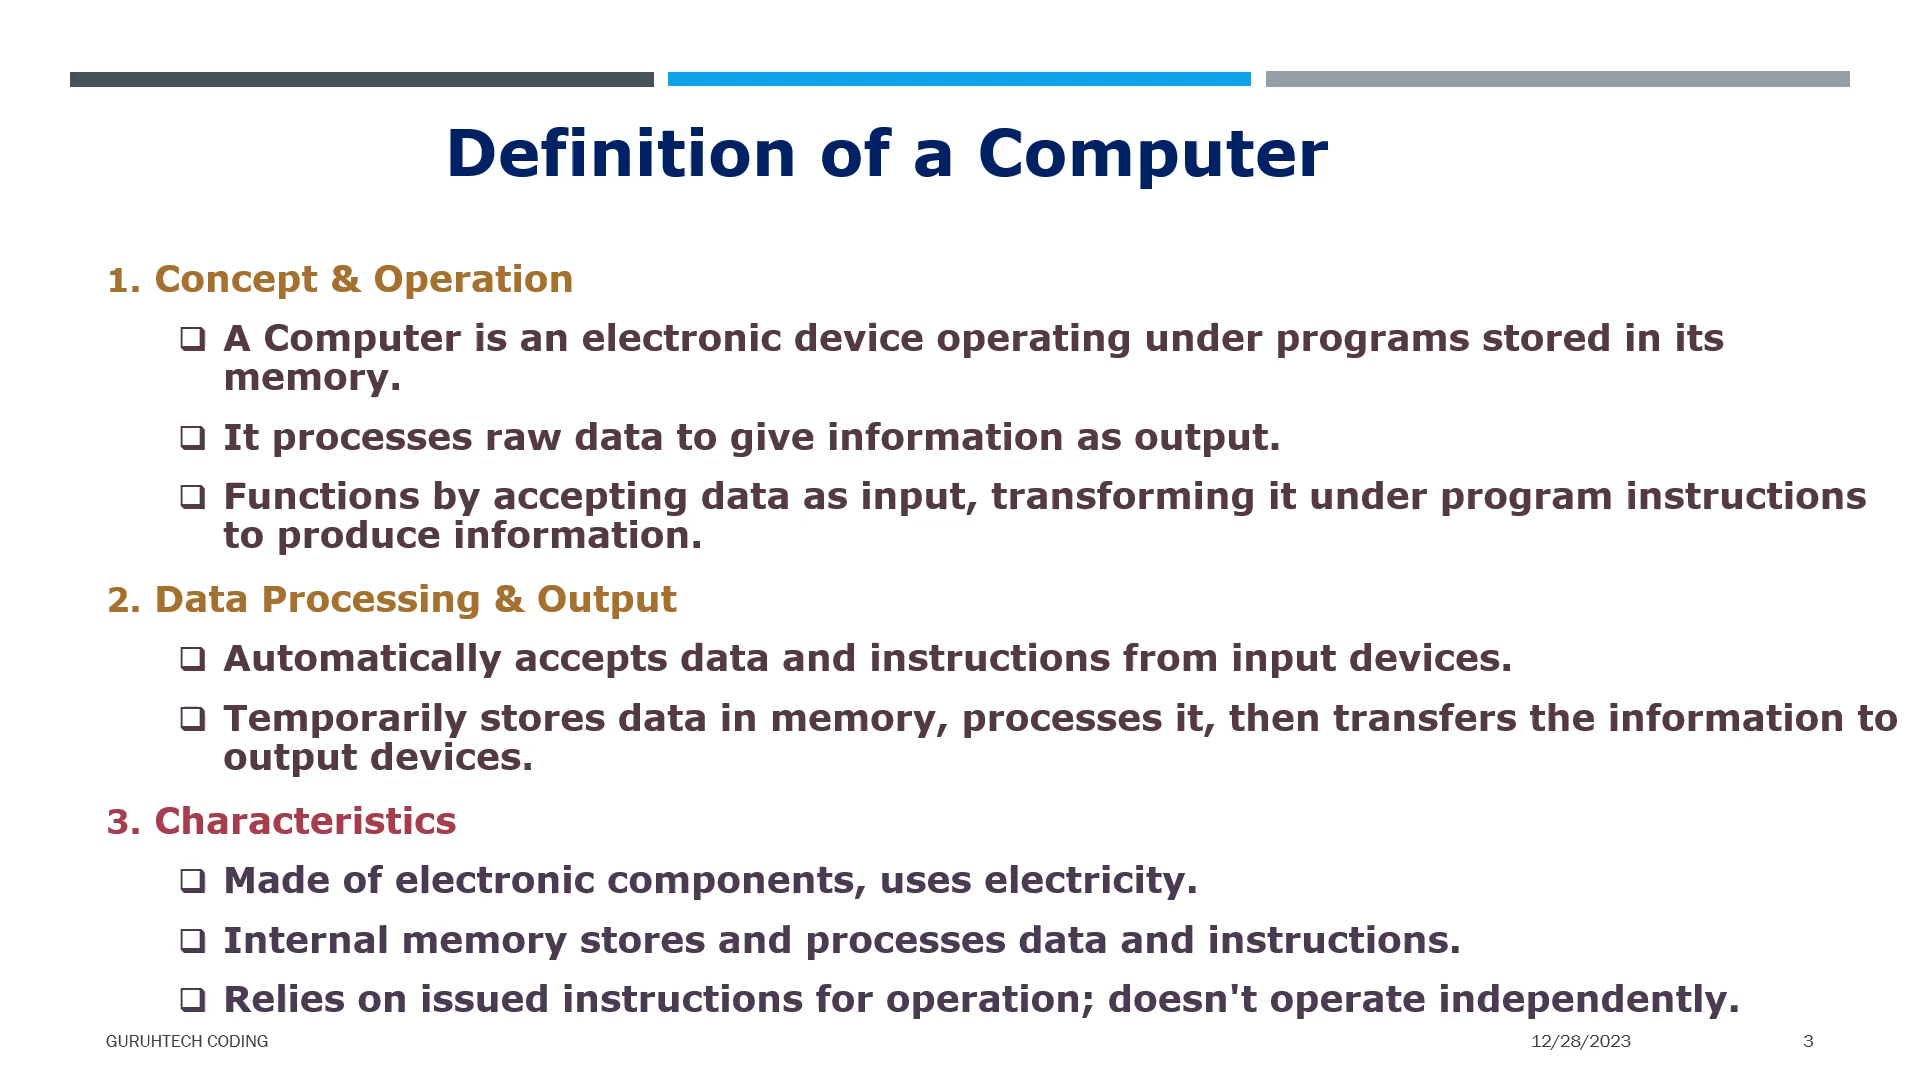 Definition of a Computer
1. Concept & Operation
❑ A Computer is an electronic device operating under programs stored in its
memory.
❑ It processes raw data to give information as output.
❑ Functions by accepting data as input, transforming it under program instructions
to produce information.
2. Data Processing & Output
❑ Automatically accepts data and instructions from input devices.
❑ Temporarily stores data in memory, processes it, then transfers the information to
output devices.
3. Characteristics
❑ Made of electronic components, uses electricity.
❑ Internal memory stores and processes data and instructions.
❑ Relies on issued instructions for operation; doesn't operate independently.
GURUHTECH CODING 12/28/2023 3